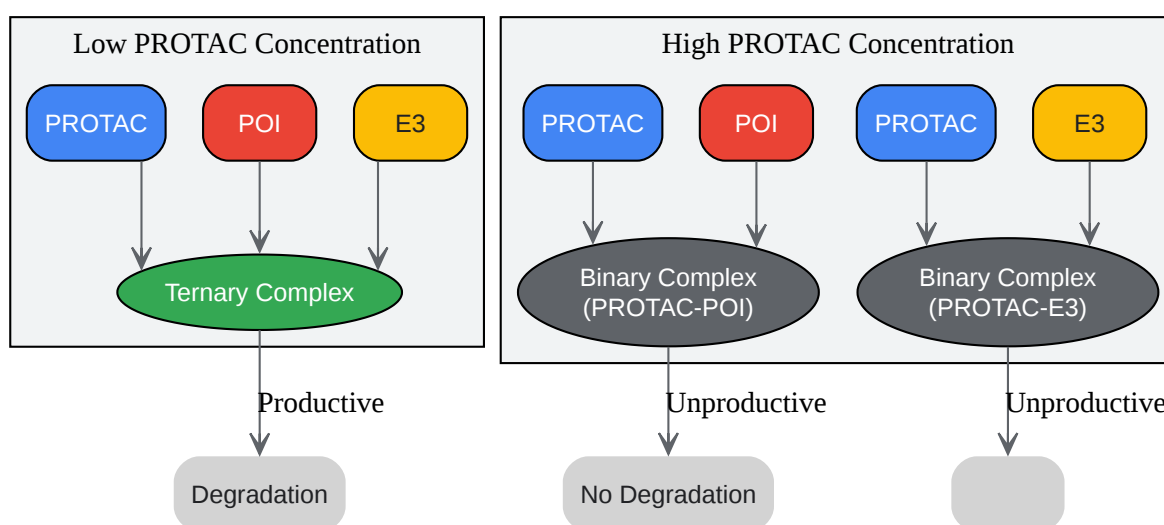 Low PROTAC Concentration
PROTAC
POI
E3
Ternary Complex
Productive
Degradation
High PROTAC Concentration
PROTAC
POI
PROTAC
E3
Binary Complex
(PROTAC-POI)
Binary Complex
(PROTAC-E3)
Unproductive
Unproductive
No Degradation